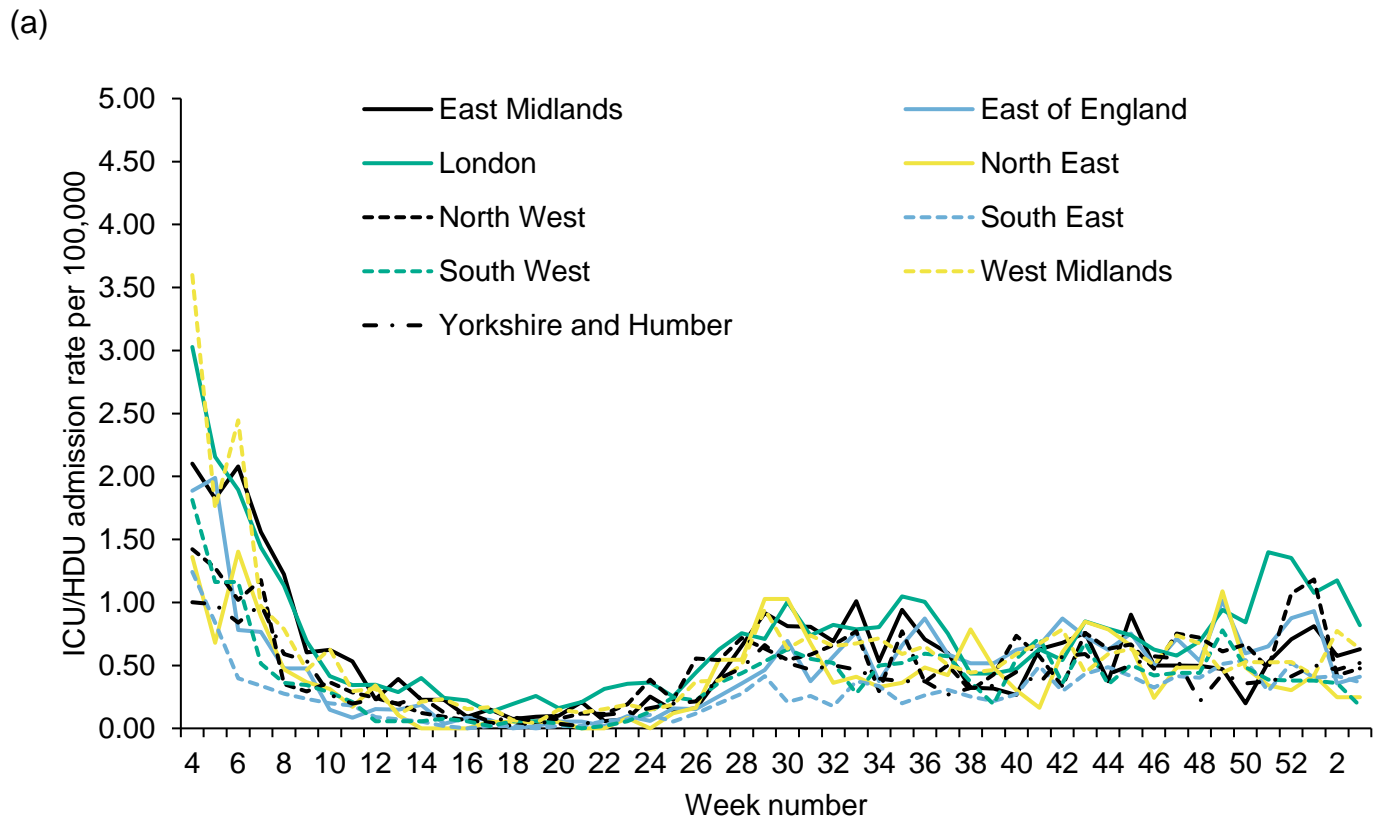 (a)
5.00
4.50
4.00
3.50
3.00
2.50
2.00
1.50
1.00
0.50
0.00
ICU/HDU admission rate per 100,000
East Midlands
East of England
London
North East
North West
South East
South West
West Midlands
Yorkshire and Humber
4 6 8 10 12 14 16 18 20 22 24 26 28 30 32 34 36 38 40 42 44 46 48 50 52 2
Week number